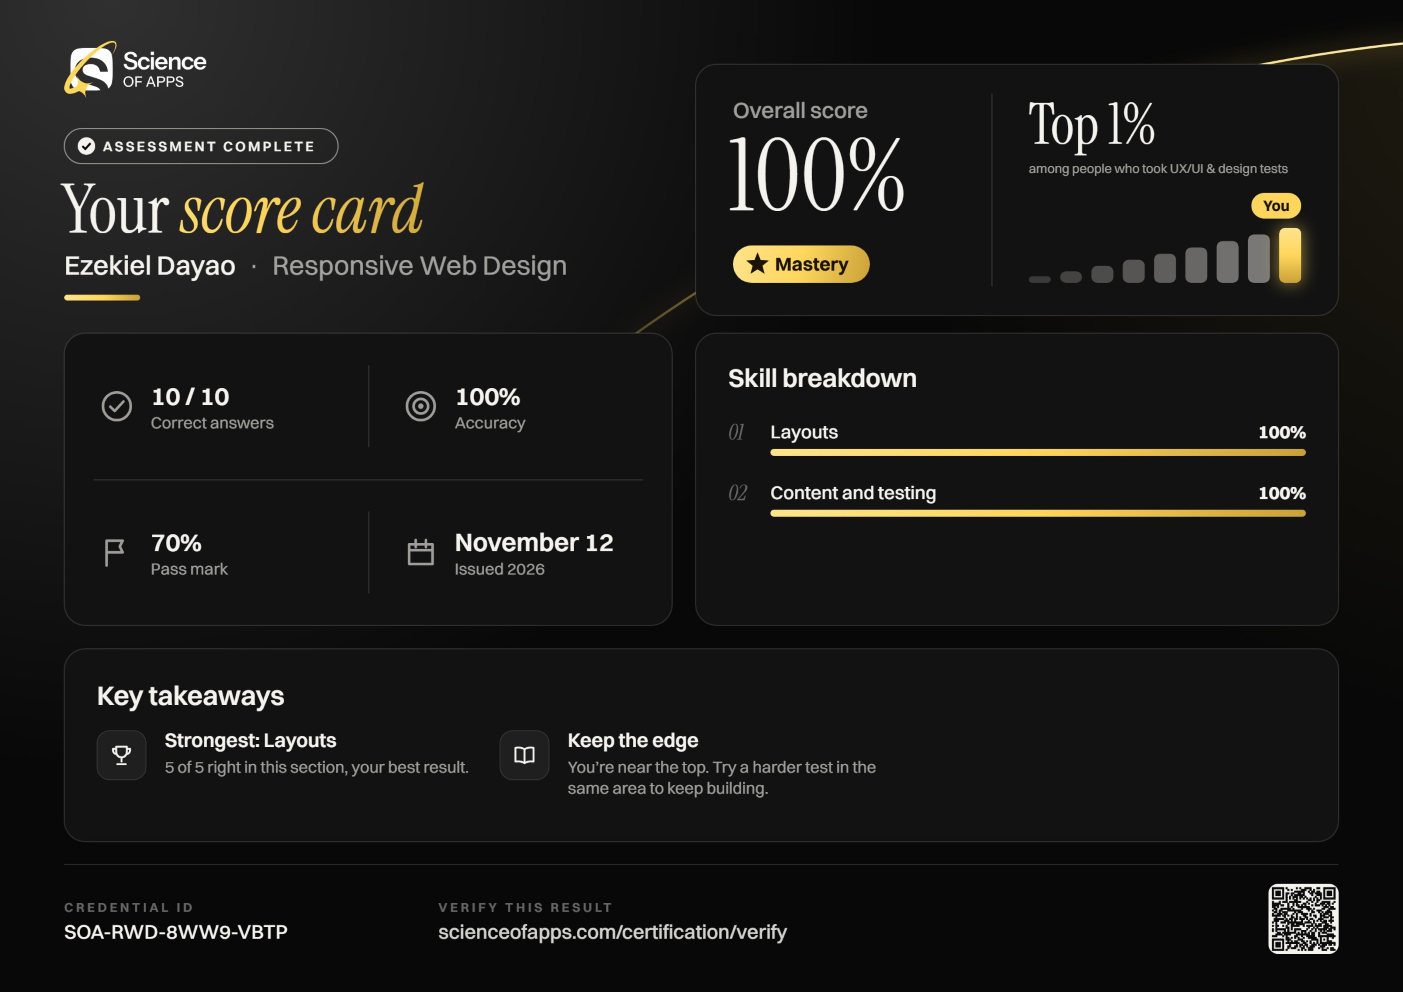 Science
OF APPS
ASSESSMENT COMPLETE
Your score card
Ezekiel Dayao · Responsive Web Design
Overall score
100%
Mastery
Top 1%
among people who took UX/UI & design tests
You
10 / 10
Correct answers
100%
Accuracy
70%
Pass mark
November 12
Issued 2026
Skill breakdown
01 Layouts 100%
02 Content and testing 100%
Key takeaways
Strongest: Layouts
5 of 5 right in this section, your best result.
Keep the edge
You’re near the top. Try a harder test in the
same area to keep building.
CREDENTIAL ID
SOA-RWD-8WW9-VBTP
VERIFY THIS RESULT
scienceofapps.com/certification/verify